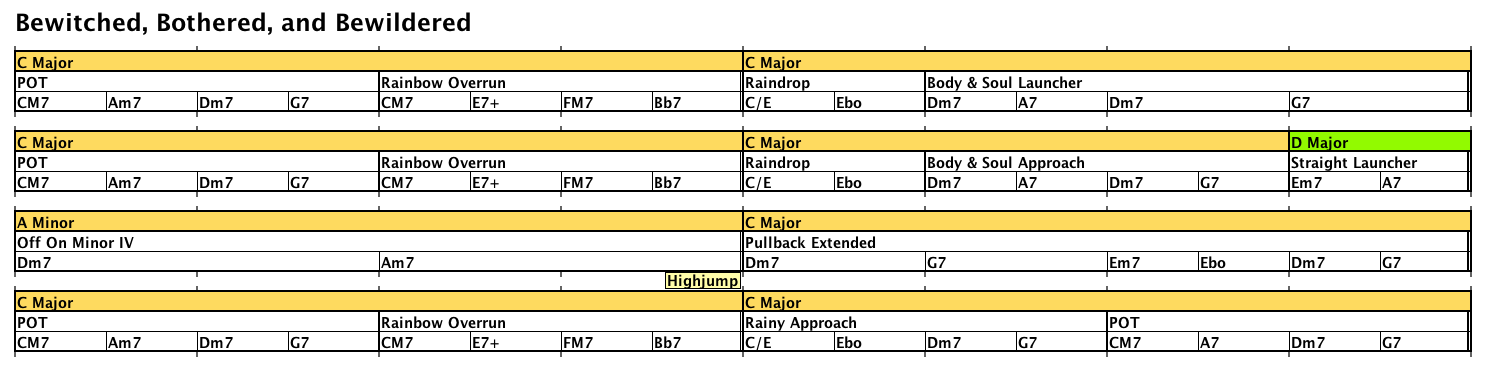 Bewitched, Bothered, and Bewildered
C Major C Major
POT Rainbow Overrun Raindrop Body & Soul Launcher
CM7 Am7 Dm7 G7 CM7 E7+ FM7 Bb7 C/E Ebo Dm7 A7 Dm7 G7
C Major C Major D Major
POT Rainbow Overrun Raindrop Body & Soul Approach Straight Launcher
CM7 Am7 Dm7 G7 CM7 E7+ FM7 Bb7 C/E Ebo Dm7 A7 Dm7 G7 Em7 A7
A Minor C Major
Off On Minor IV Pullback Extended
Dm7 Am7 Dm7 G7 Em7 Ebo Dm7 G7
Highjump
C Major C Major
POT Rainbow Overrun Rainy Approach POT
CM7 Am7 Dm7 G7 CM7 E7+ FM7 Bb7 C/E Ebo Dm7 G7 CM7 A7 Dm7 G7